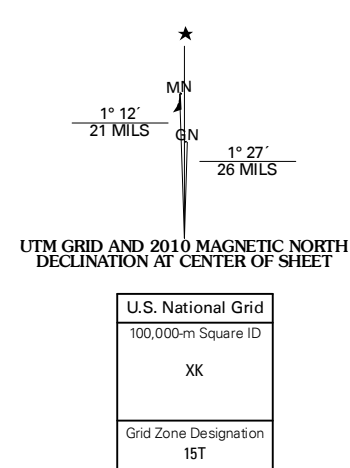 ★
MN
1° 12´
21 MILS
GN
1° 27´
26 MILS
UTM GRID AND 2010 MAGNETIC NORTH
DECLINATION AT CENTER OF SHEET
U.S. National Grid
100,000-m Square ID
XK
Grid Zone Designation
15T